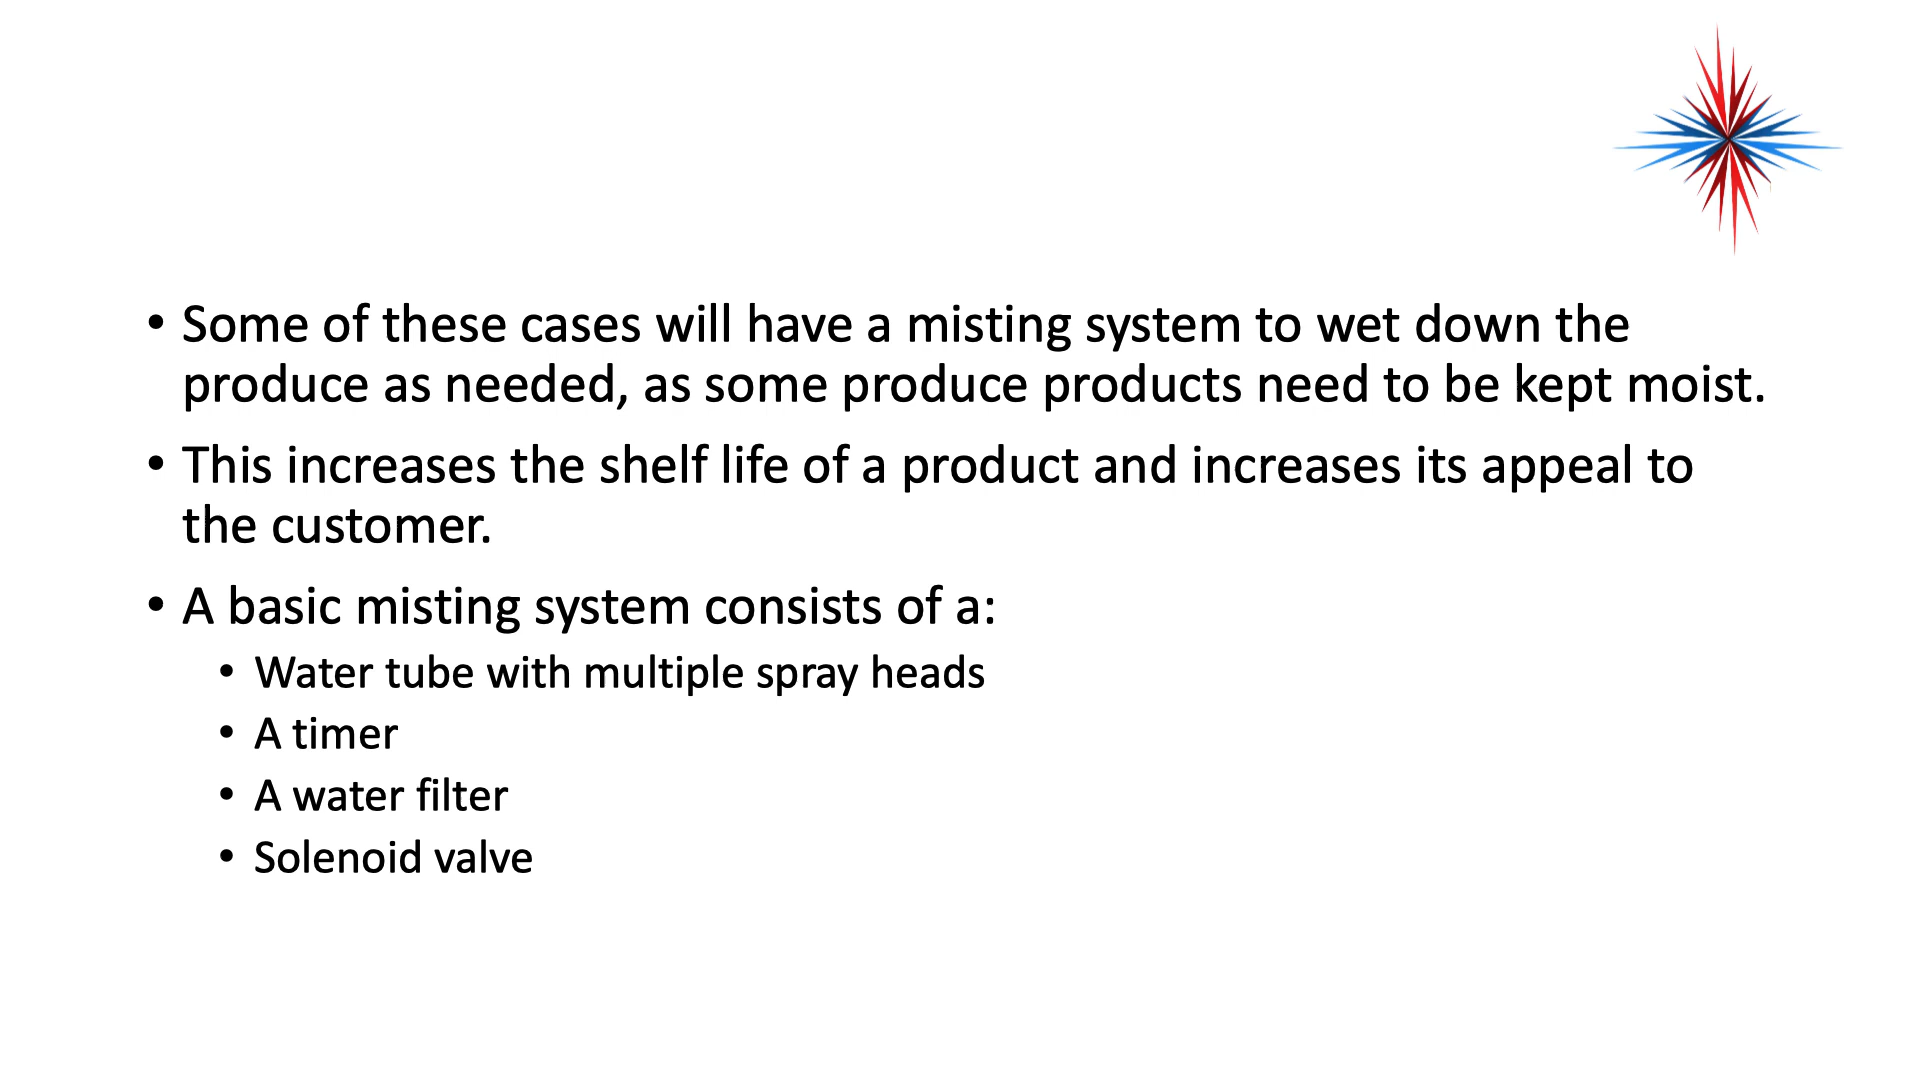 • Some of these cases will have a misting system to wet down the
produce as needed, as some produce products need to be kept moist.
• This increases the shelf life of a product and increases its appeal to
the customer.
• A basic misting system consists of a:
• Water tube with multiple spray heads
• A timer
• A water filter
• Solenoid valve